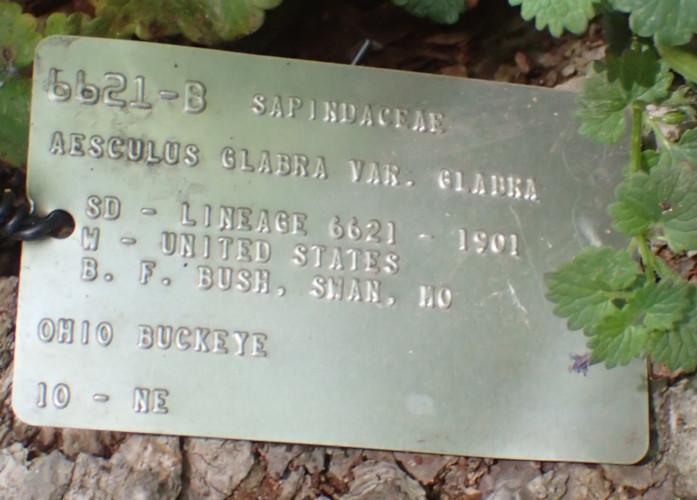 6621-B SAPINDACEAE
AESCULUS GLABRA VAR. GLABRA
SD - LINEAGE 6621 - 1901
W - UNITED STATES
B. F. BUSH, SWAN, MO
OHIO BUCKEYE
10 - NE